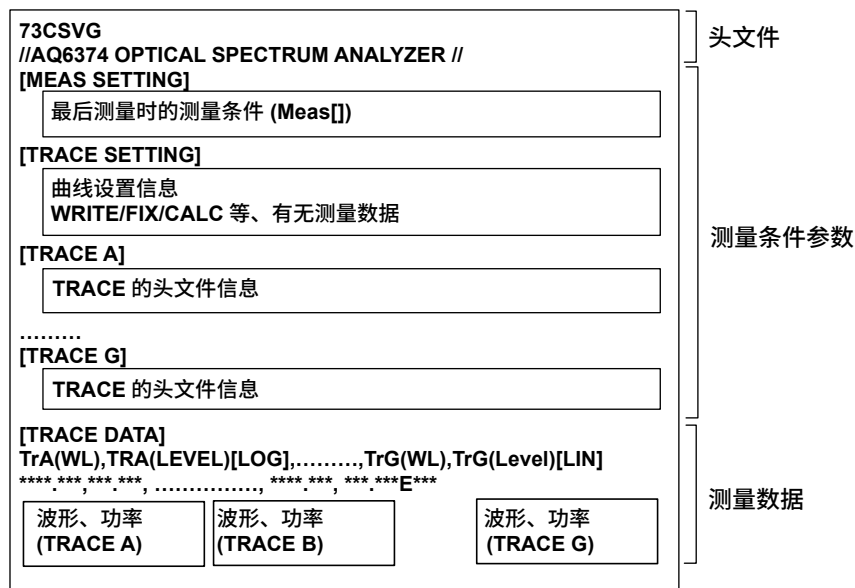 73CSVG
//AQ6374 OPTICAL SPECTRUM ANALYZER //
头文件
[MEAS SETTING]
最后测量时的测量条件 (Meas[])
[TRACE SETTING]
曲线设置信息
WRITE/FIX/CALC 等、有无测量数据
测量条件参数
[TRACE A]
TRACE 的头文件信息
………
[TRACE G]
TRACE 的头文件信息
[TRACE DATA]
TrA(WL),TRA(LEVEL)[LOG],………,TrG(WL),TrG(Level)[LIN]
****.***,***.***, ……………, ****.***, ***.***E***
测量数据
波形、功率
(TRACE A)
波形、功率
(TRACE B)
波形、功率
(TRACE G)